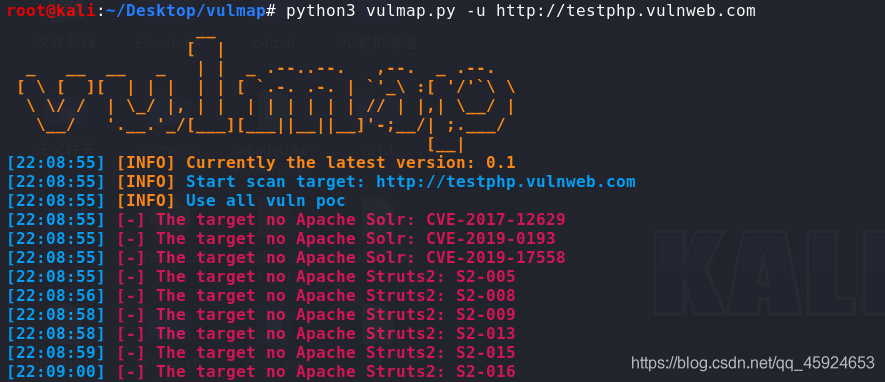 root@kali:~/Desktop/vulmap# python3 vulmap.py -u http://testphp.vulnweb.com
vulmap
[22:08:55] [INFO] Currently the latest version: 0.1
[22:08:55] [INFO] Start scan target: http://testphp.vulnweb.com
[22:08:55] [INFO] Use all vuln poc
[22:08:55] [-] The target no Apache Solr: CVE-2017-12629
[22:08:55] [-] The target no Apache Solr: CVE-2019-0193
[22:08:55] [-] The target no Apache Solr: CVE-2019-17558
[22:08:55] [-] The target no Apache Struts2: S2-005
[22:08:56] [-] The target no Apache Struts2: S2-008
[22:08:58] [-] The target no Apache Struts2: S2-009
[22:08:58] [-] The target no Apache Struts2: S2-013
[22:08:59] [-] The target no Apache Struts2: S2-015
[22:09:00] [-] The target no Apache Struts2: S2-016
KALI
https://blog.csdn.net/qq_45924653